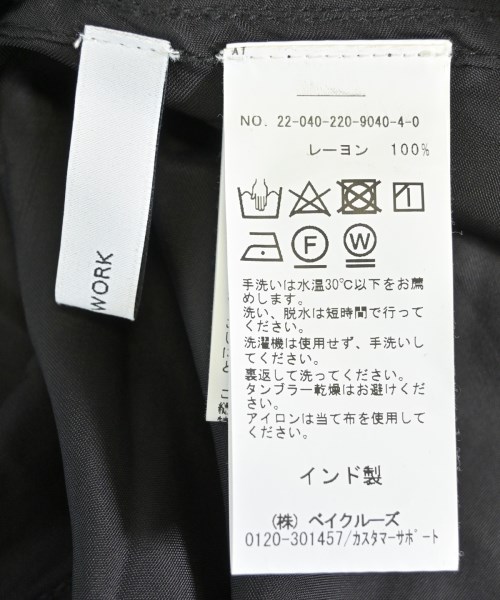 WORK
AT
NO. 22-040-220-9040-4-0
レーヨン 100%
F
W
手洗いは水温30℃以下をお薦
めします。
洗い、脱水は短時間で行って
ください。
洗濯機は使用せず、手洗いし
てください。
裏返して洗ってください。
タンブラー乾燥はお避けくださ
い。
アイロンは当て布を使用して
ください。
インド製
(株) ベイクルーズ
0120-301457/カスタマーサポート